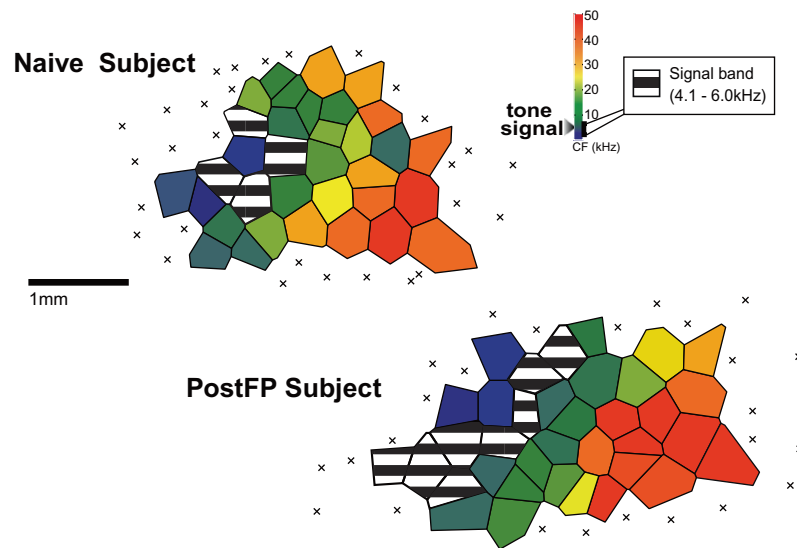 Naive Subject
50
40
30
20
10
tone
signal
CF (kHz)
Signal band
(4.1 - 6.0kHz)
1mm
PostFP Subject